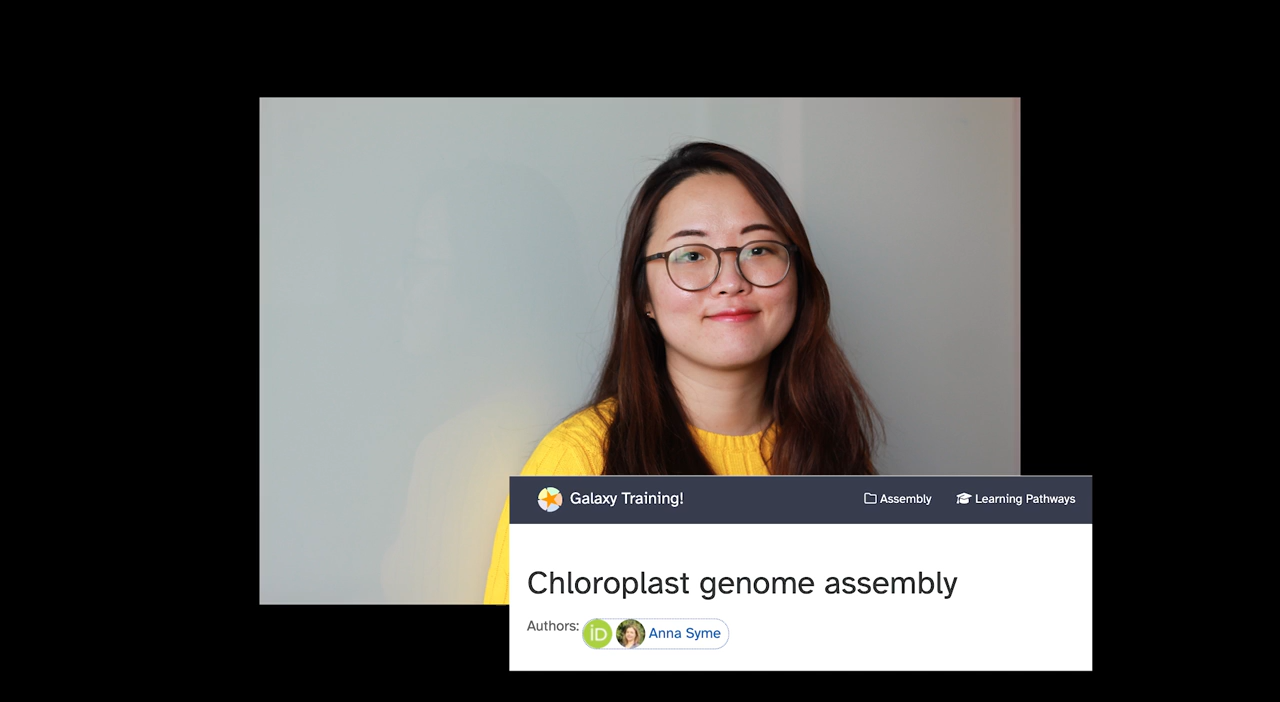 Galaxy Training!
Assembly
Learning Pathways
Chloroplast genome assembly
Authors: iD Anna Syme